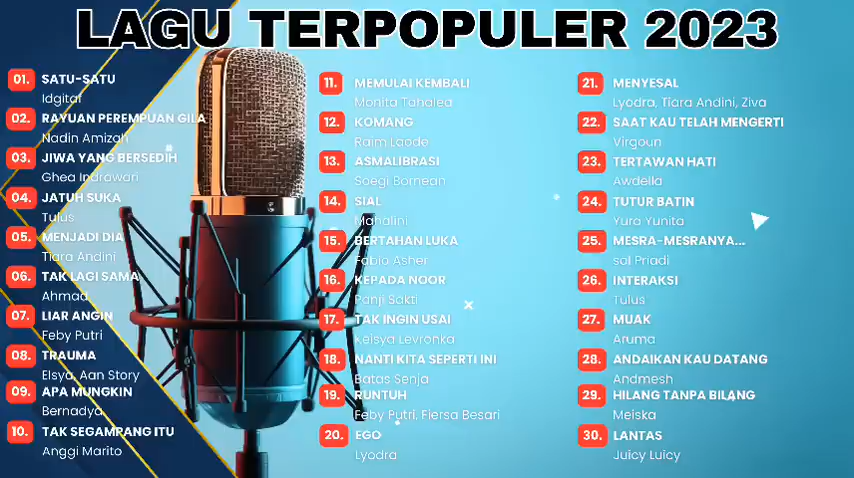 LAGU TERPOPULER 2023
01. SATU-SATU
Idgitaf
02. RAYUAN PEREMPUAN GILA
Nadin Amizah
03. JIWA YANG BERSEDIH
Ghea Indrawari
04. JATUH SUKA
Tulus
05. MENJADI DIA
Tiara Andini
06. TAK LAGI SAMA
Ahmad
07. LIAR ANGIN
Feby Putri
08. TRAUMA
Elsya, Aan Story
09. APA MUNGKIN
Bernadya
10. TAK SEGAMPANG ITU
Anggi Marito
11. MEMULAI KEMBALI
Monita Tahalea
12. KOMANG
Raim Laode
13. ASMALIBRASI
Soegi Bornean
14. SIAL
Mahalini
15. BERTAHAN LUKA
Fabio Asher
16. KEPADA NOOR
Panji Sakti
17. TAK INGIN USAI
Keisya Levronka
18. NANTI KITA SEPERTI INI
Batas Senja
19. RUNTUH
Feby Putri, Fiersa Besari
20. EGO
Lyodra
21. MENYESAL
Lyodra, Tiara Andini, Ziva
22. SAAT KAU TELAH MENGERTI
Virgoun
23. TERTAWAN HATI
Awdella
24. TUTUR BATIN
Yura Yunita
25. MESRA-MESRANYA...
sal Priadi
26. INTERAKSI
Tulus
27. MUAK
Aruma
28. ANDAIKAN KAU DATANG
Andmesh
29. HILANG TANPA BILANG
Meiska
30. LANTAS
Juicy Luicy